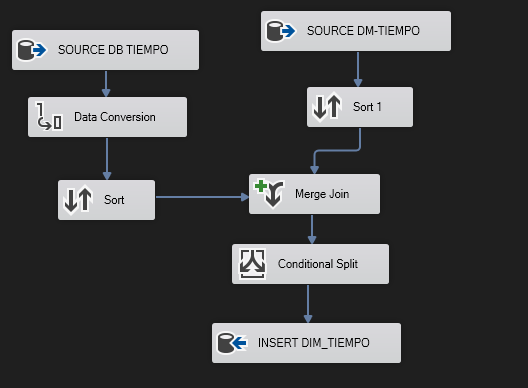 SOURCE DB TIEMPO
SOURCE DM-TIEMPO
Data Conversion
Sort 1
Sort
Merge Join
Conditional Split
INSERT DIM_TIEMPO